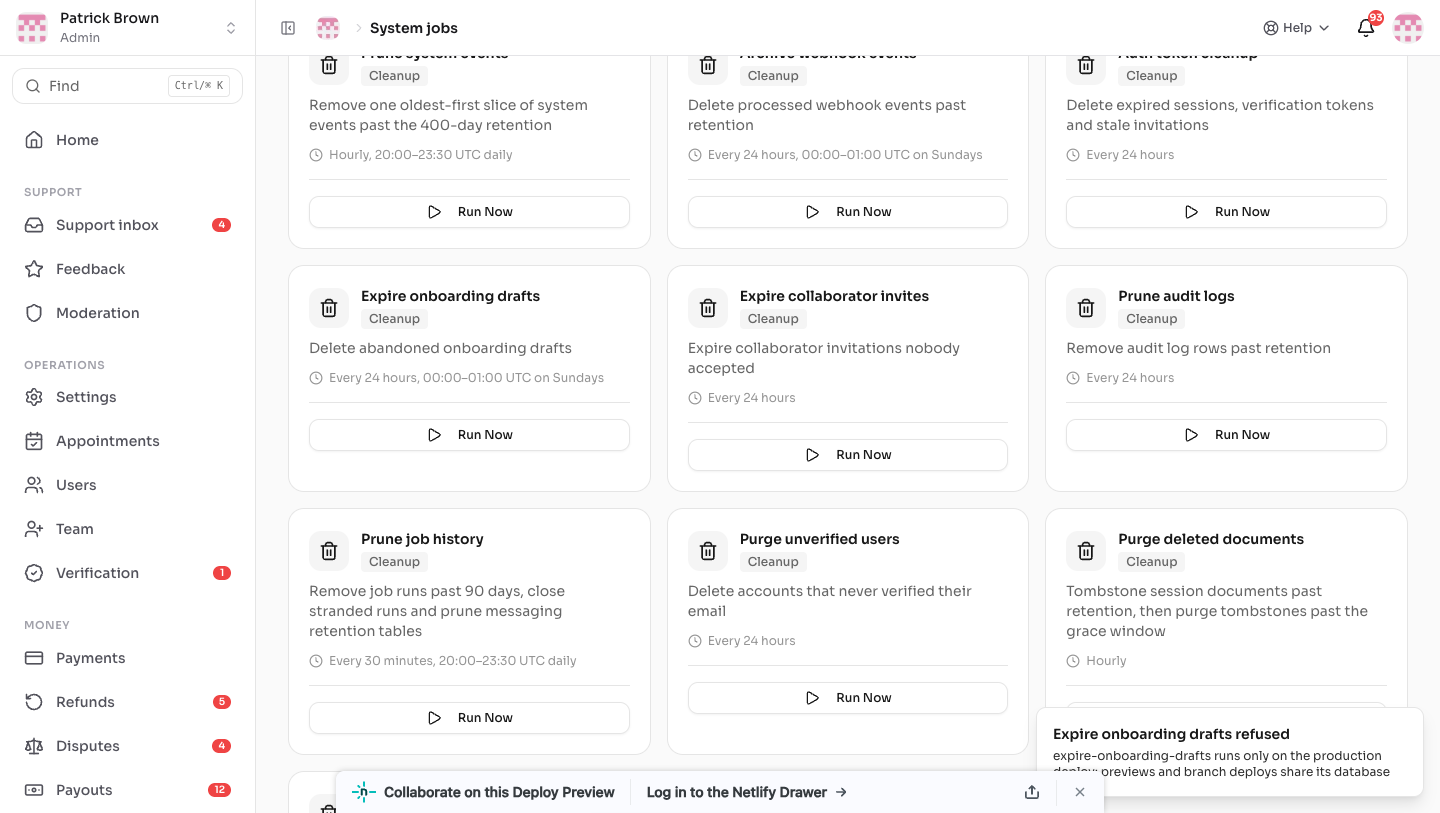 Patrick Brown
Admin
System jobs
Help
93
Find
Ctrl/⌘ K
Home
SUPPORT
Support inbox
4
Feedback
Moderation
OPERATIONS
Settings
Appointments
Users
Team
Verification
1
MONEY
Payments
Refunds
5
Disputes
4
Payouts
12
Prune system events
Cleanup
Remove one oldest-first slice of system
events past the 400-day retention
Hourly, 20:00–23:30 UTC daily
Run Now
Archive webhook events
Cleanup
Delete processed webhook events past
retention
Every 24 hours, 00:00–01:00 UTC on Sundays
Run Now
Auth token cleanup
Cleanup
Delete expired sessions, verification tokens
and stale invitations
Every 24 hours
Run Now
Expire onboarding drafts
Cleanup
Delete abandoned onboarding drafts
Every 24 hours, 00:00–01:00 UTC on Sundays
Run Now
Expire collaborator invites
Cleanup
Expire collaborator invitations nobody
accepted
Every 24 hours
Run Now
Prune audit logs
Cleanup
Remove audit log rows past retention
Every 24 hours
Run Now
Prune job history
Cleanup
Remove job runs past 90 days, close
stranded runs and prune messaging
retention tables
Every 30 minutes, 20:00–23:30 UTC daily
Run Now
Purge unverified users
Cleanup
Delete accounts that never verified their
email
Every 24 hours
Run Now
Purge deleted documents
Cleanup
Tombstone session documents past
retention, then purge tombstones past the
grace window
Hourly
Expire onboarding drafts refused
expire-onboarding-drafts runs only on the production
deploy; previews and branch deploys share its database
Collaborate on this Deploy Preview
Log in to the Netlify Drawer →